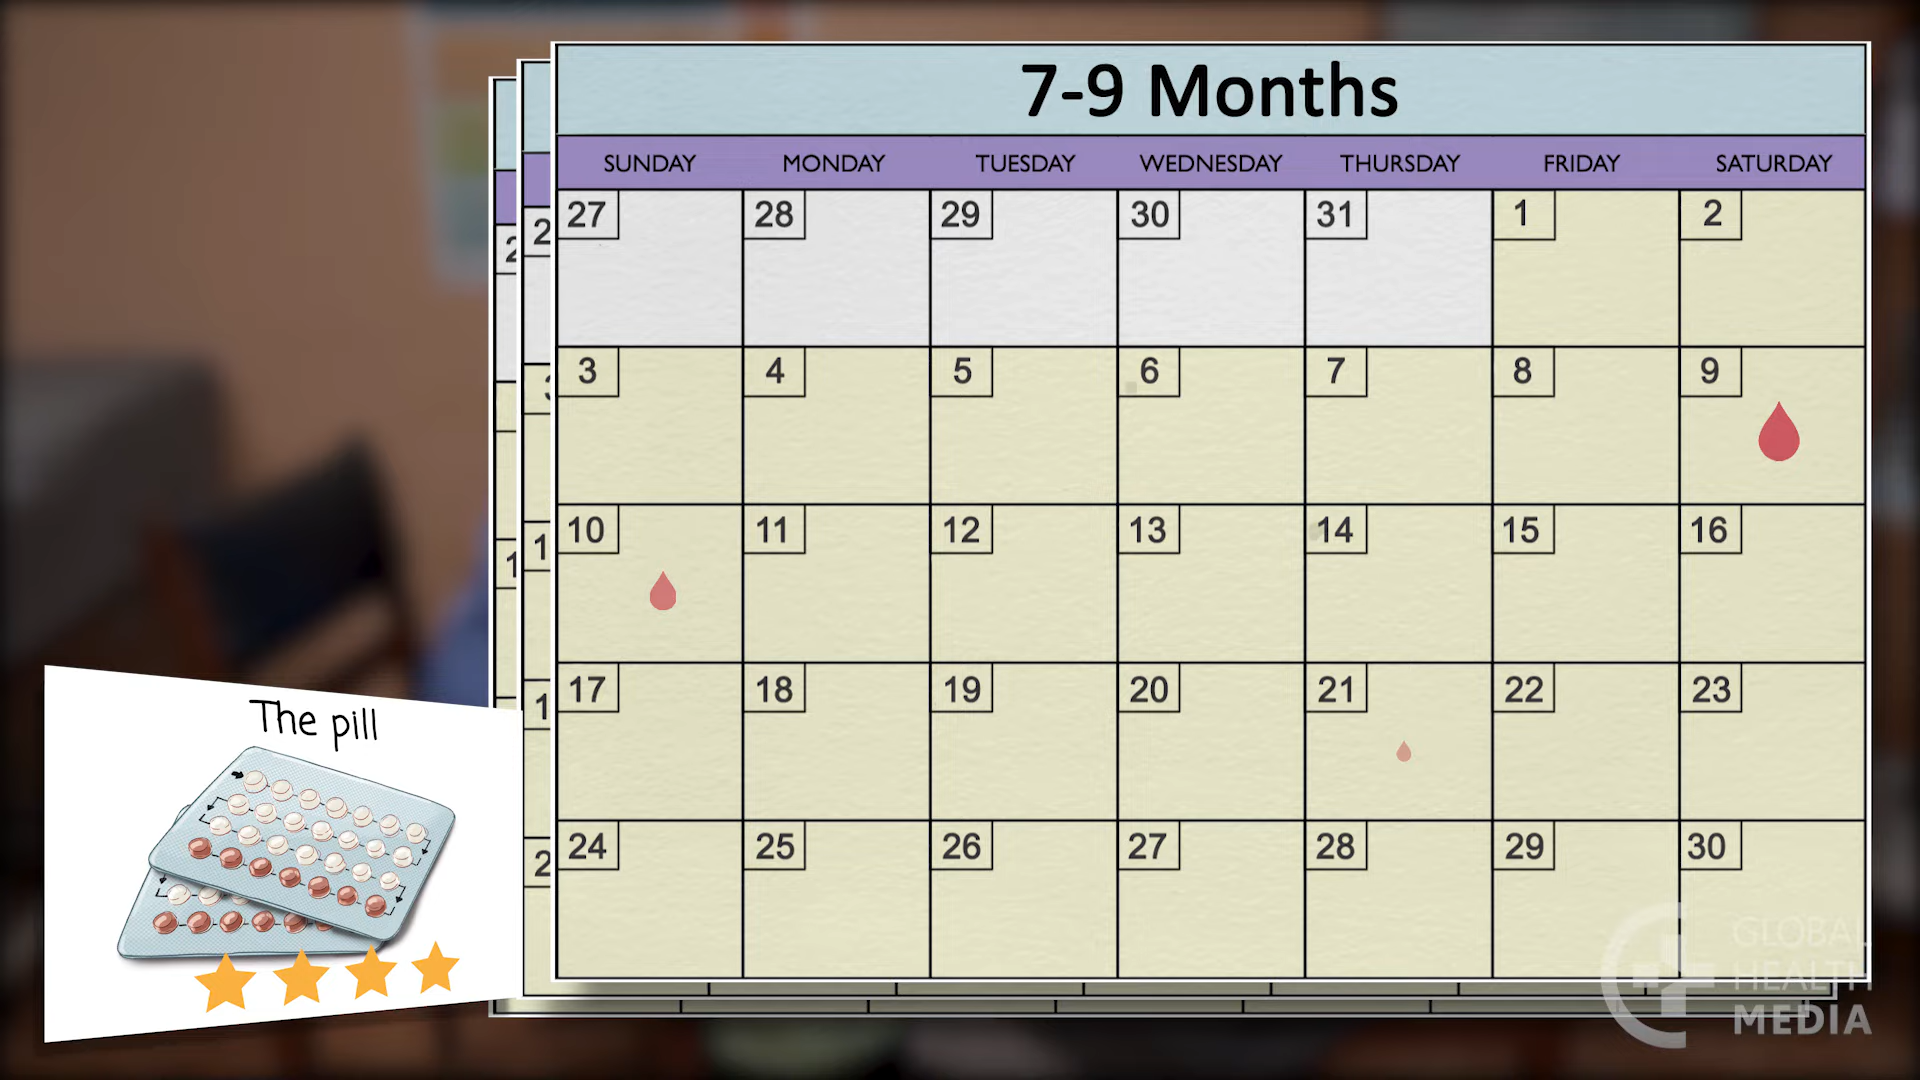 7-9 Months
SUNDAY MONDAY TUESDAY WEDNESDAY THURSDAY FRIDAY SATURDAY
27 28 29 30 31 1 2
3 4 5 6 7 8 9
10 11 12 13 14 15 16
17 18 19 20 21 22 23
24 25 26 27 28 29 30
The pill
GLOBAL
HEALTH
MEDIA